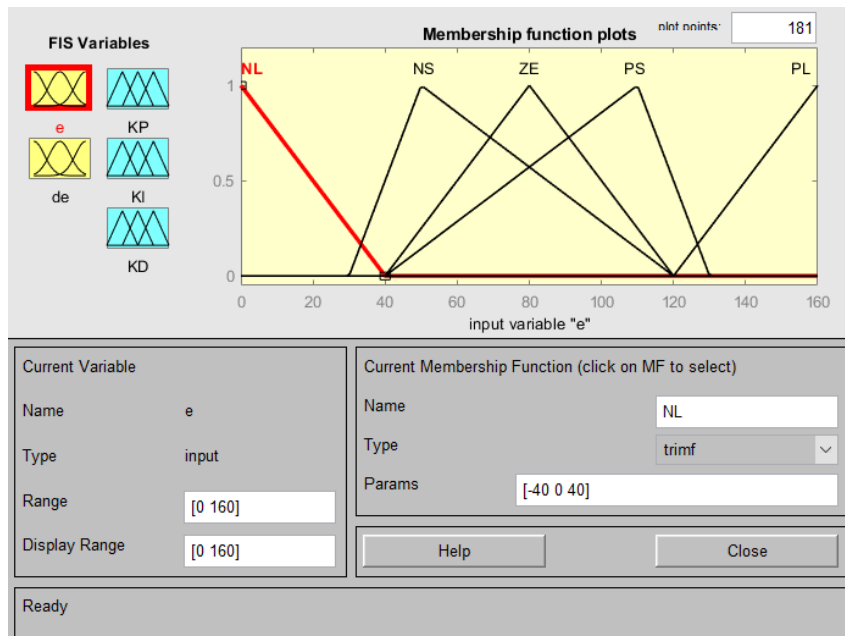 FIS Variables
e
KP
de
KI
KD
Membership function plots
plot points:
181
NL
NS
ZE
PS
PL
1
0.5
0
0
20
40
60
80
100
120
140
160
input variable "e"
Current Variable
Name
e
Type
input
Range
[0 160]
Display Range
[0 160]
Current Membership Function (click on MF to select)
Name
NL
Type
trimf
Params
[-40 0 40]
Help
Close
Ready